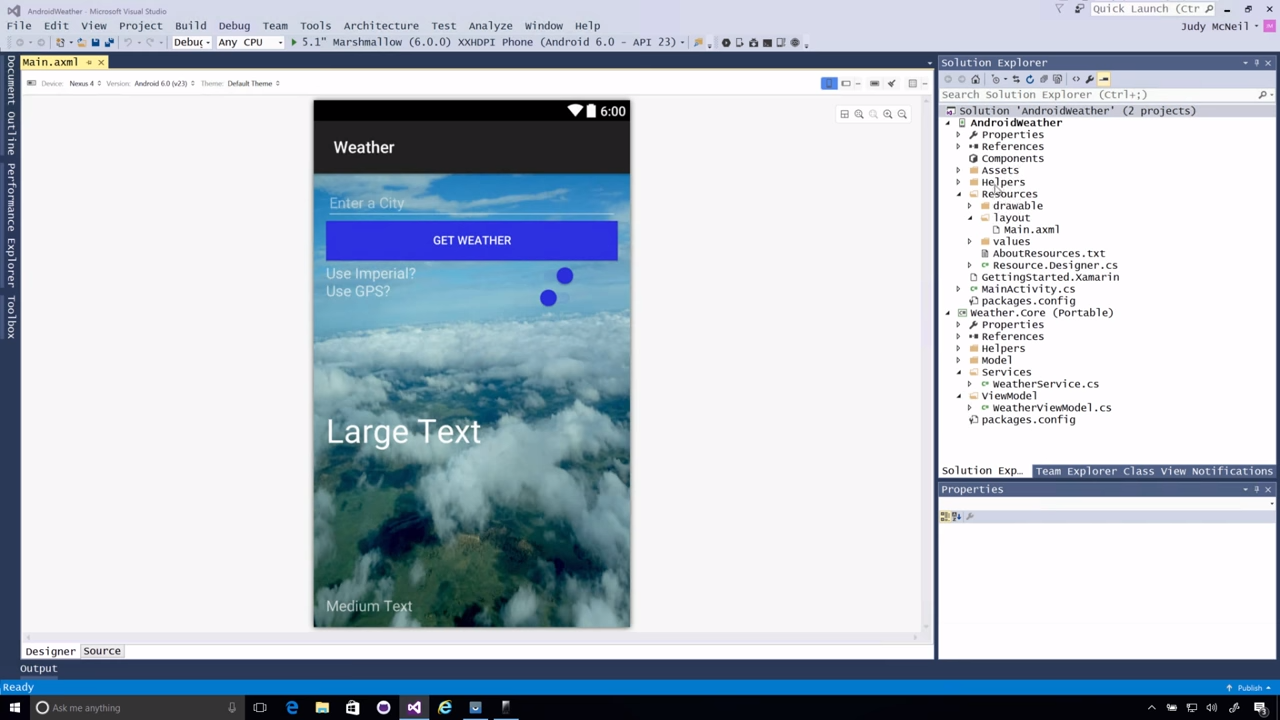 AndroidWeather - Microsoft Visual Studio
Quick Launch (Ctr
File Edit View Project Build Debug Team Tools Architecture Test Analyze Window Help
Judy McNeil
JM
Debug Any CPU 5.1" Marshmallow (6.0.0) XXHDPI Phone (Android 6.0 - API 23)
Main.axml
Document Outline
Performance Explorer
Toolbox
Device: Nexus 4 Version: Android 6.0 (v23) Theme: Default Theme
6:00
Weather
Enter a City
GET WEATHER
Use Imperial?
Use GPS?
Large Text
Medium Text
Designer Source
Output
Solution Explorer
Search Solution Explorer (Ctrl+;)
Solution 'AndroidWeather' (2 projects)
AndroidWeather
Properties
References
Components
Assets
Helpers
Resources
drawable
layout
Main.axml
values
AboutResources.txt
Resource.Designer.cs
GettingStarted.Xamarin
MainActivity.cs
packages.config
Weather.Core (Portable)
Properties
References
Helpers
Model
Services
WeatherService.cs
ViewModel
WeatherViewModel.cs
packages.config
Solution Exp... Team Explorer Class View Notifications
Properties
Ready
Publish
Ask me anything
3